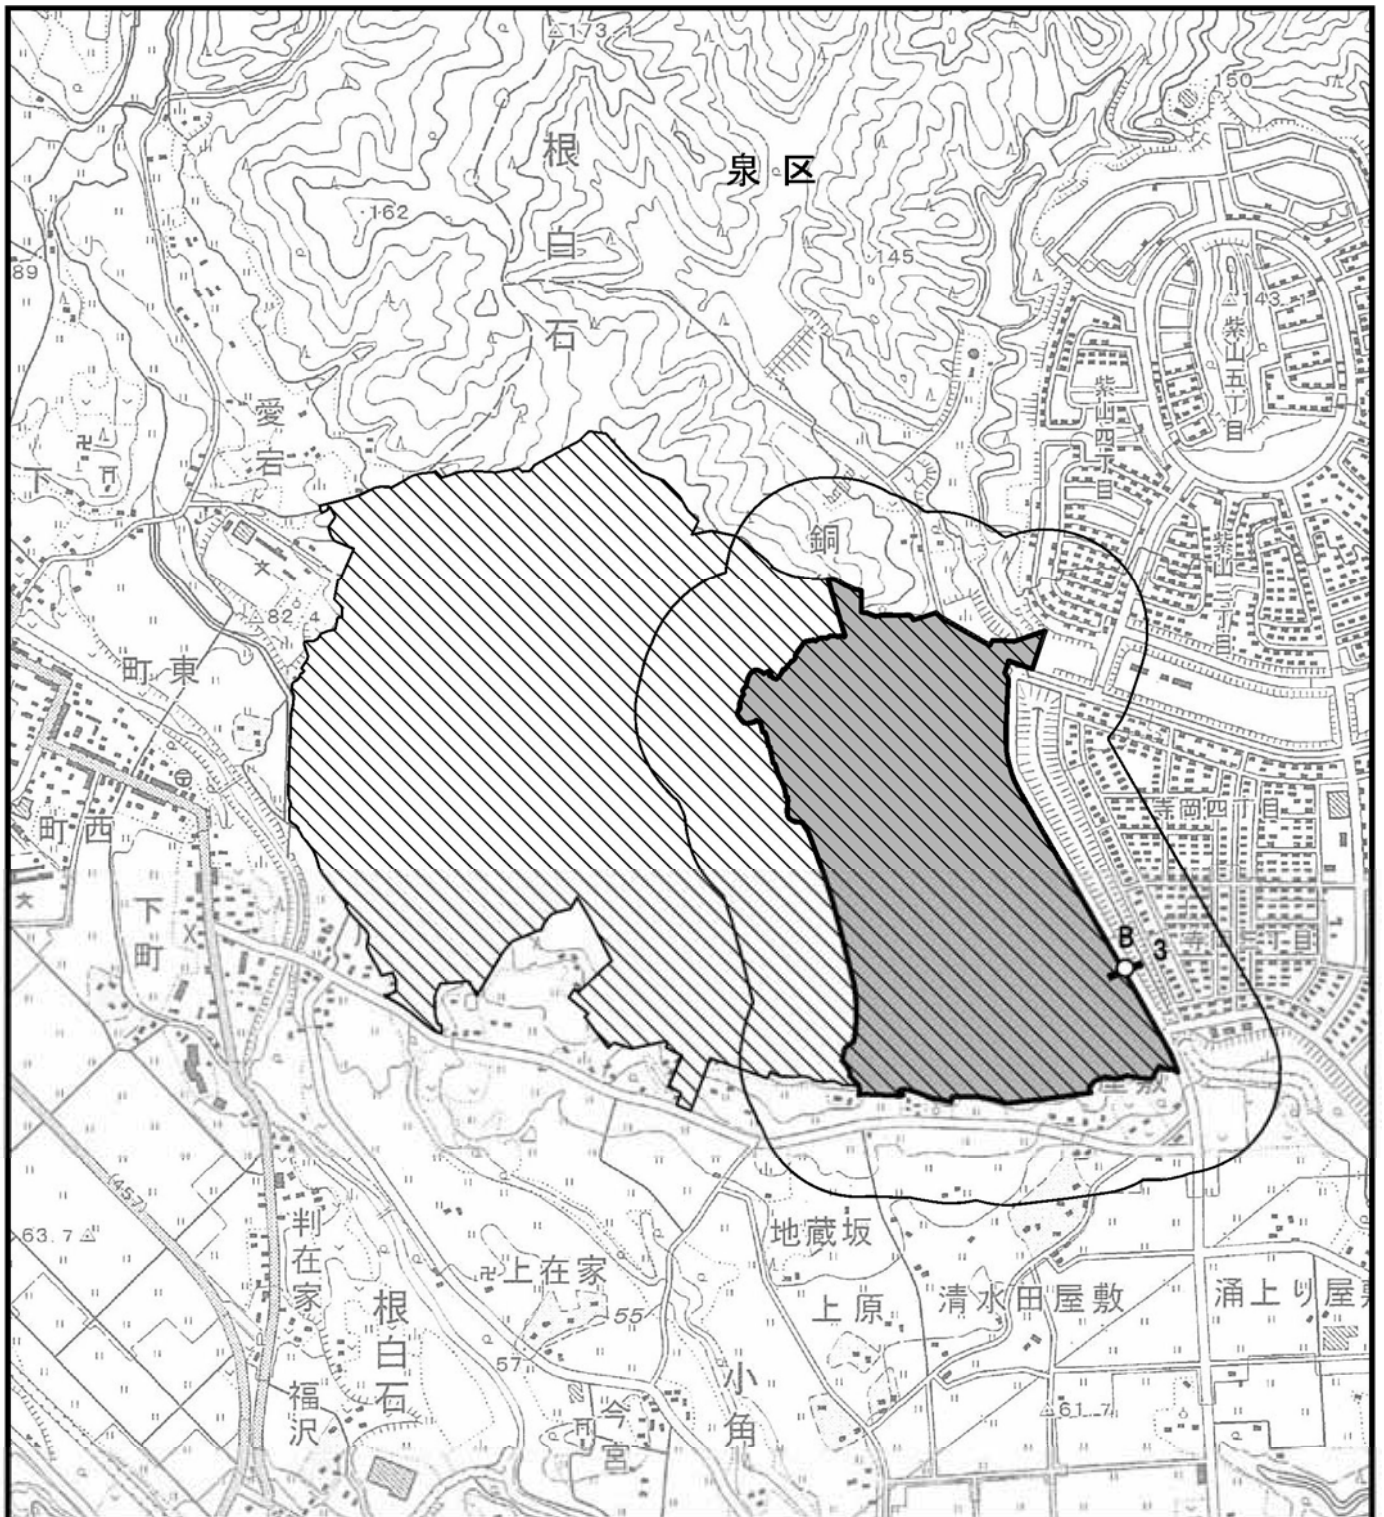 173.1
150
根白石
泉区
162
145
89
143
紫山五丁目
紫山四丁目
愛宕
下
銅
紫山三丁目
82.4
町東
寺岡四丁目
町西
下町
B 3
(457)
63.7
地蔵坂
判在家
上在家
根白石
55
上原
清水田屋敷
涌上り屋
57
小角
福沢
今宮
61.7